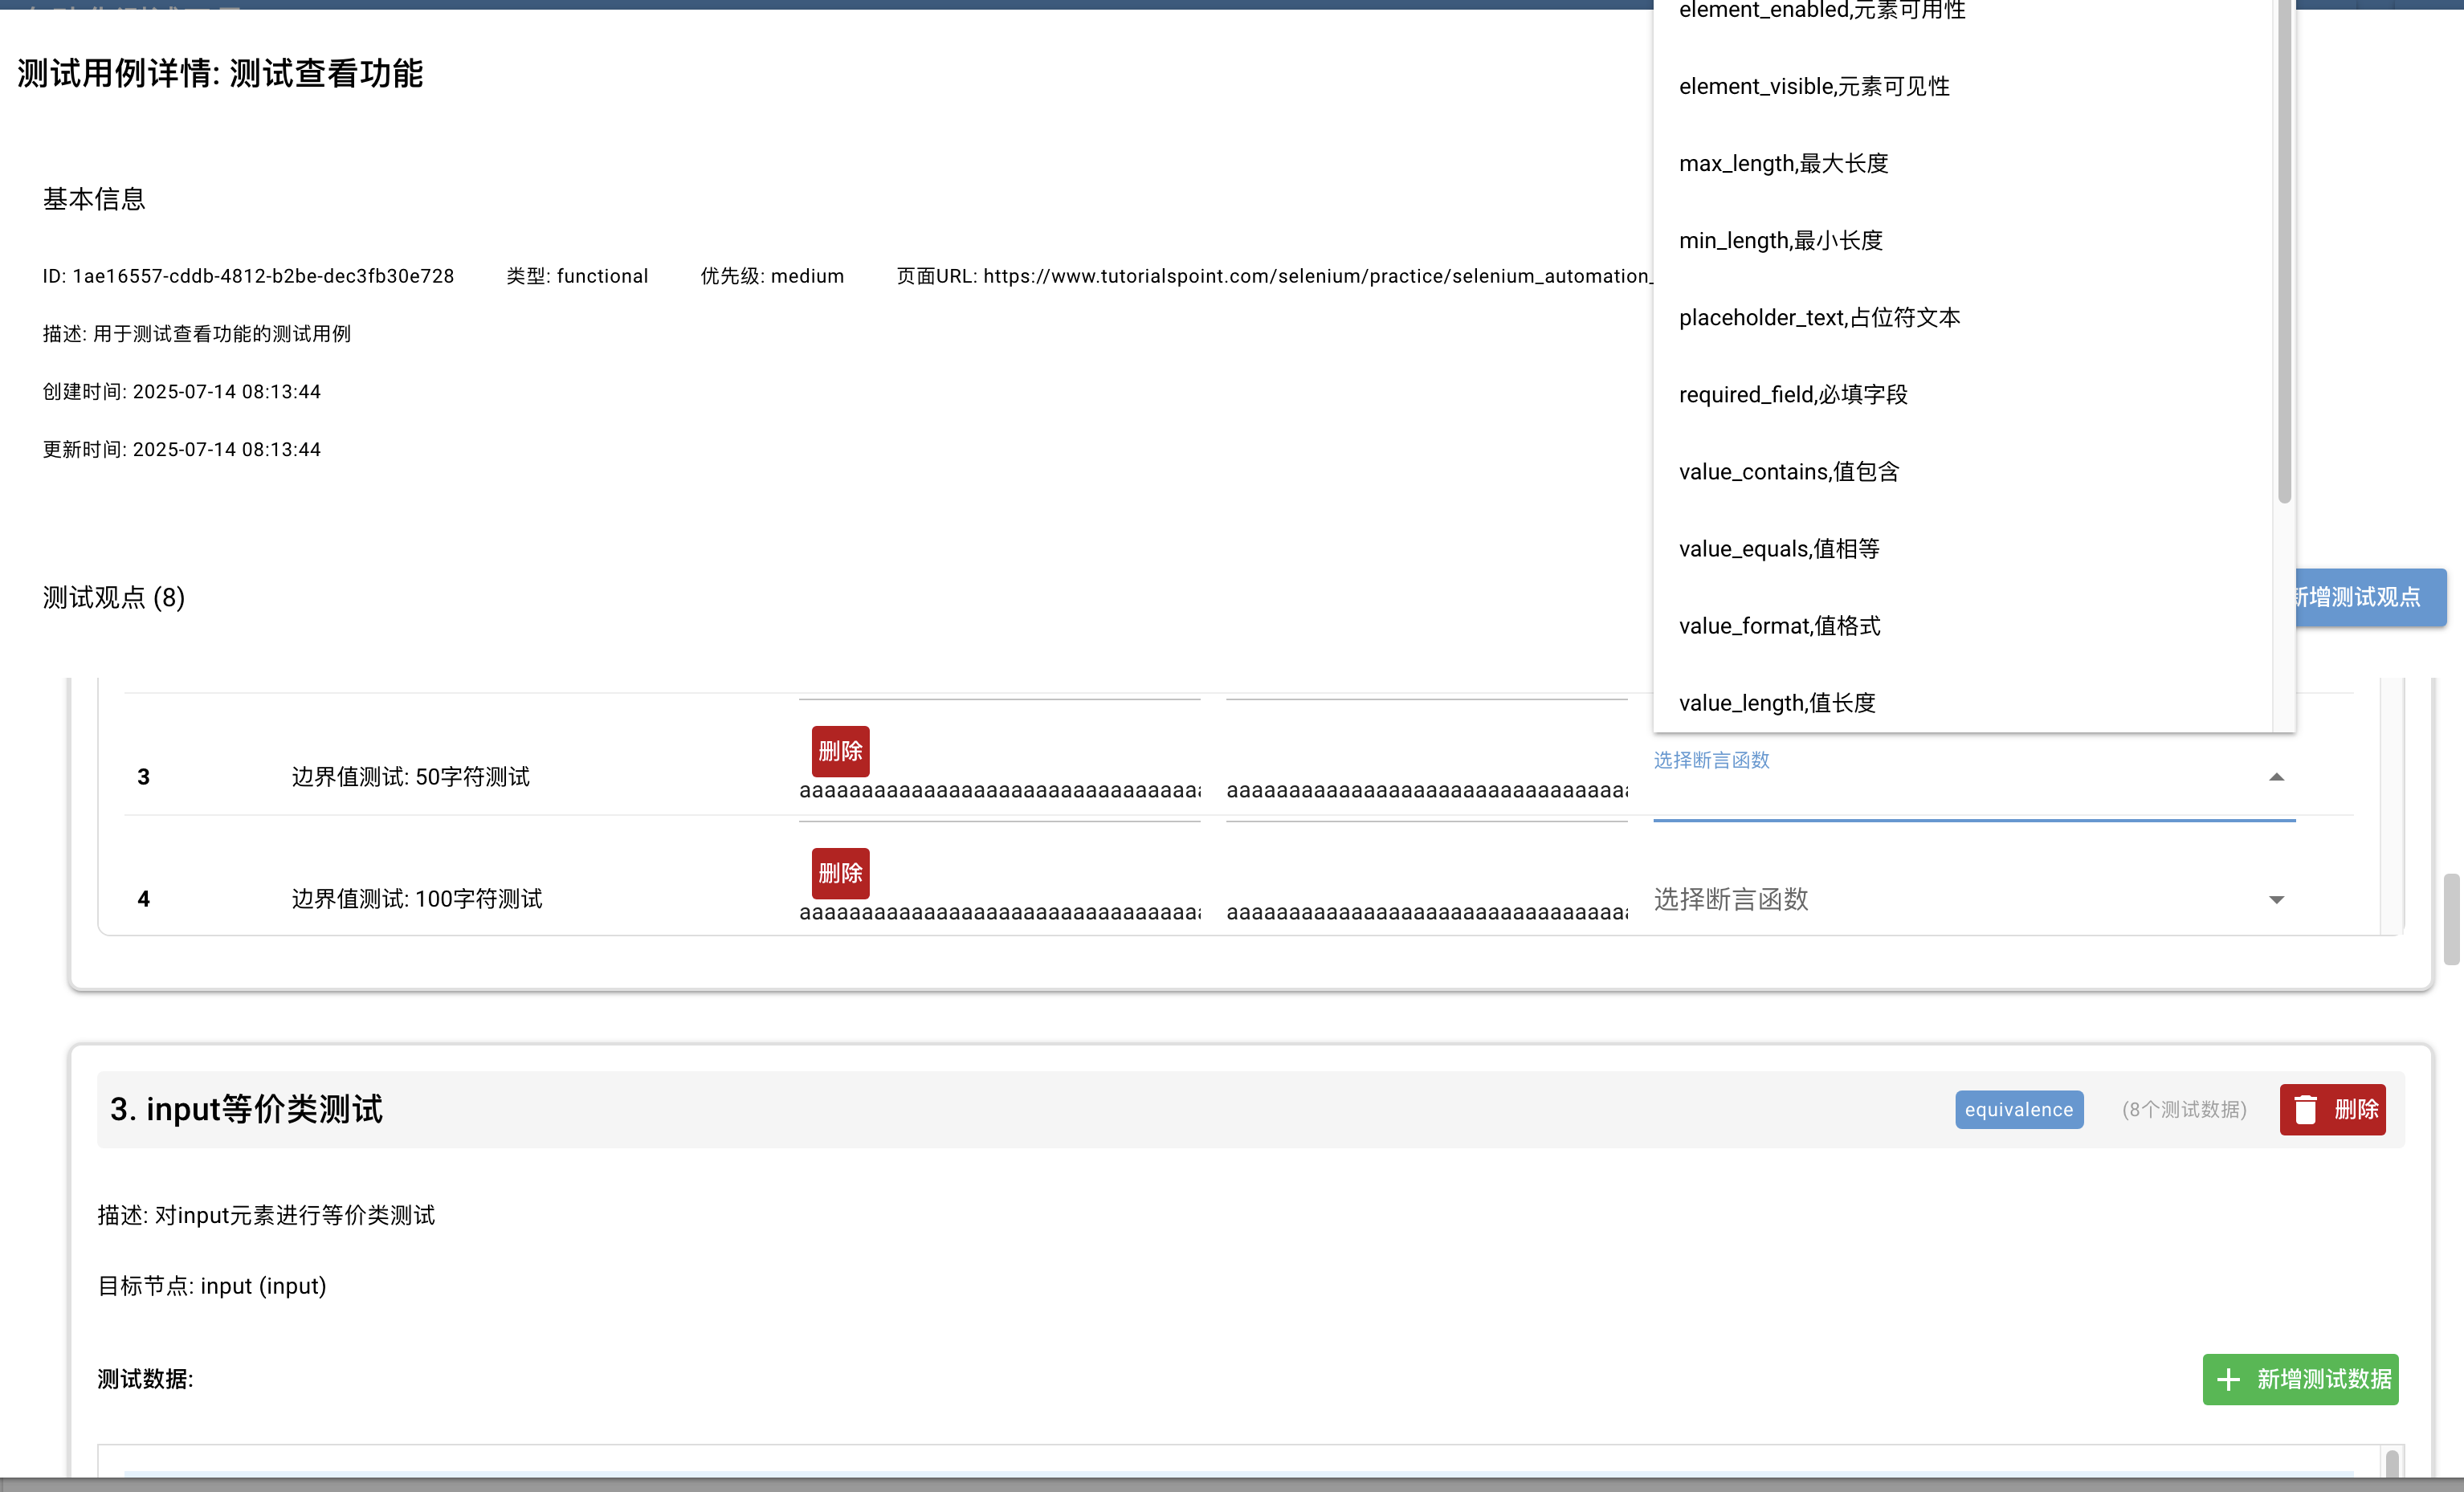 测试用例详情: 测试查看功能
基本信息
ID: 1ae16557-cddb-4812-b2be-dec3fb30e728 类型: functional 优先级: medium 页面URL: https://www.tutorialspoint.com/selenium/practice/selenium_automation_
描述: 用于测试查看功能的测试用例
创建时间: 2025-07-14 08:13:44
更新时间: 2025-07-14 08:13:44
element_enabled,元素可用性
element_visible,元素可见性
max_length,最大长度
min_length,最小长度
placeholder_text,占位符文本
required_field,必填字段
value_contains,值包含
value_equals,值相等
value_format,值格式
value_length,值长度
测试观点 (8)
新增测试观点
3 边界值测试: 50字符测试 删除 选择断言函数
aaaaaaaaaaaaaaaaaaaaaaaaaaaaaaaa aaaaaaaaaaaaaaaaaaaaaaaaaaaaaaaa
4 边界值测试: 100字符测试 删除 选择断言函数
aaaaaaaaaaaaaaaaaaaaaaaaaaaaaaaa aaaaaaaaaaaaaaaaaaaaaaaaaaaaaaaa
3. input等价类测试 equivalence (8个测试数据) 删除
描述: 对input元素进行等价类测试
目标节点: input (input)
测试数据: 新增测试数据